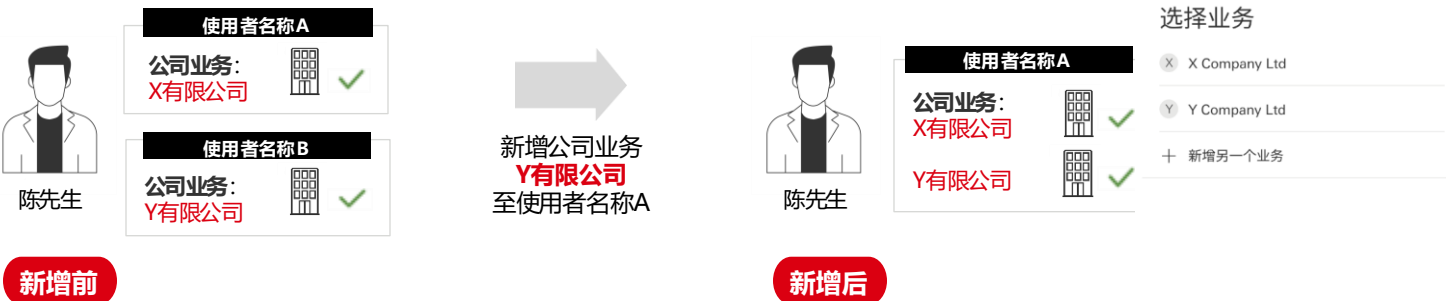 使用者名称A
公司业务：
X有限公司
使用者名称B
公司业务：
Y有限公司
陈先生
新增前
新增公司业务
Y有限公司
至使用者名称A
使用者名称A
公司业务：
X有限公司
Y有限公司
陈先生
新增后
选择业务
X X Company Ltd
Y Y Company Ltd
+ 新增另一个业务